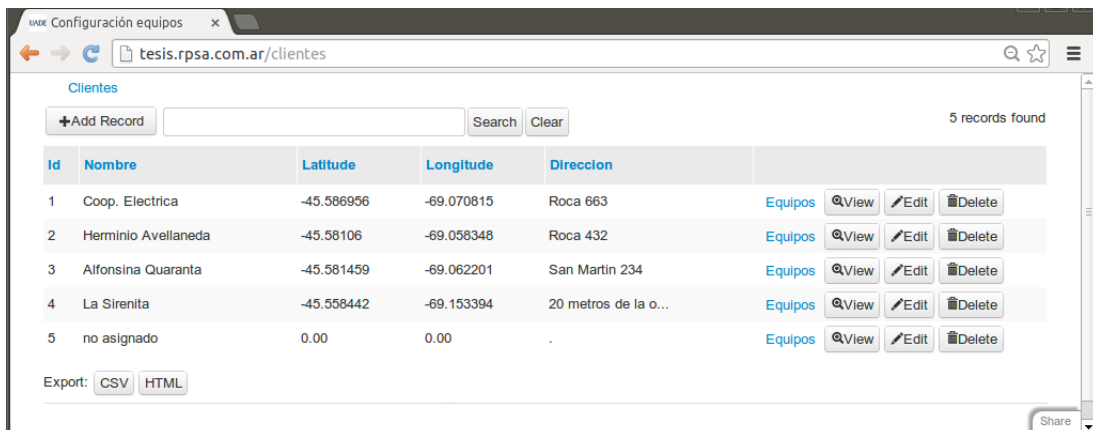 UADE Configuración equipos ×
tesis.rpsa.com.ar/clientes
Clientes
+Add Record Search Clear 5 records found
Id Nombre Latitude Longitude Direccion
1 Coop. Electrica -45.586956 -69.070815 Roca 663 Equipos View Edit Delete
2 Herminio Avellaneda -45.58106 -69.058348 Roca 432 Equipos View Edit Delete
3 Alfonsina Quaranta -45.581459 -69.062201 San Martin 234 Equipos View Edit Delete
4 La Sirenita -45.558442 -69.153394 20 metros de la o... Equipos View Edit Delete
5 no asignado 0.00 0.00 . Equipos View Edit Delete
Export: CSV HTML
Share